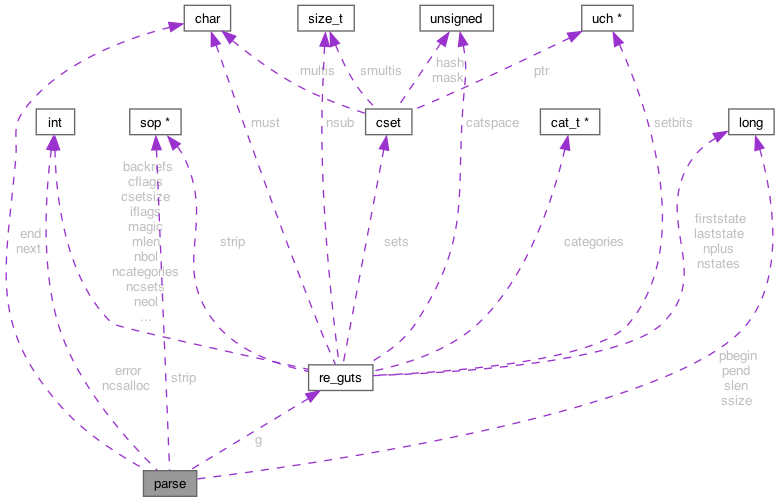 char
size_t
unsigned
uch *
multis
smultis
hash
mask
ptr
int
sop *
must
nsub
cset
catspace
cat_t *
setbits
long
backrefs
cflags
csetsize
iflags
magic
mlen
nbol
ncategories
ncsets
neol
...
end
next
strip
sets
categories
firststate
laststate
nplus
nstates
error
ncsalloc
strip
re_guts
pbegin
pend
slen
ssize
g
parse